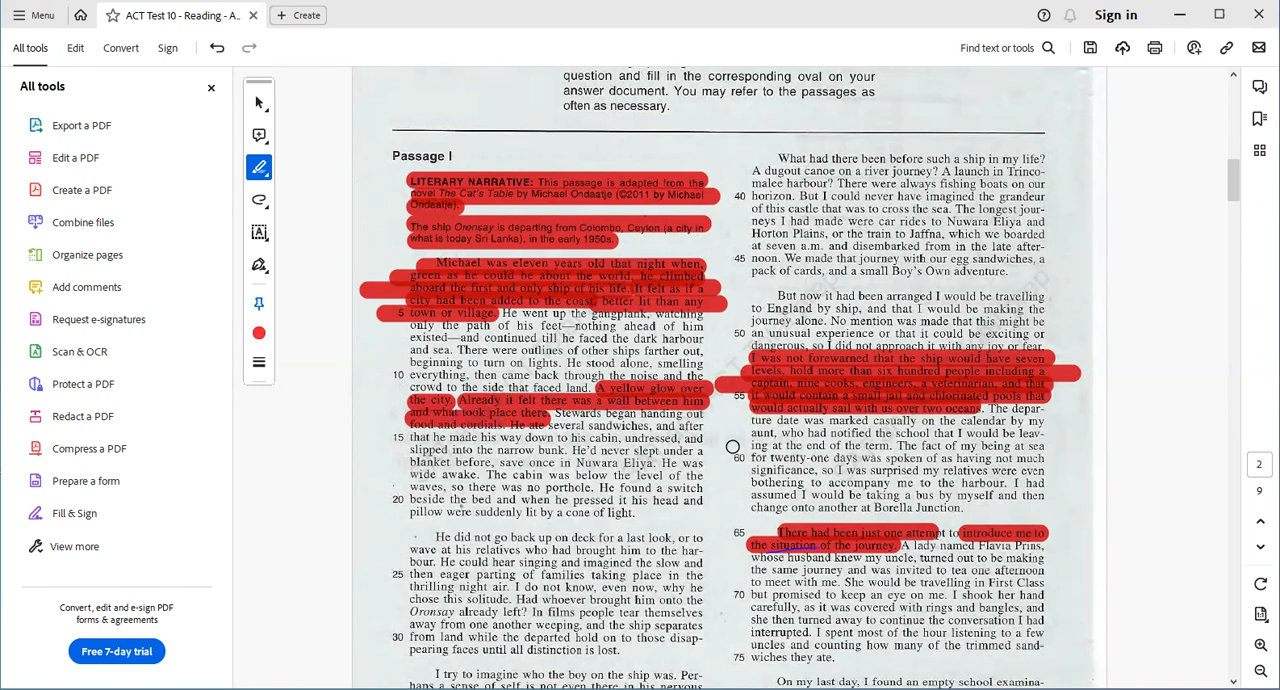 Menu
ACT Test 10 - Reading - A...
Create
Sign in
All tools
Edit
Convert
Sign
Find text or tools
All tools
Export a PDF
Edit a PDF
Create a PDF
Combine files
Organize pages
Add comments
Request e-signatures
Scan & OCR
Protect a PDF
Redact a PDF
Compress a PDF
Prepare a form
Fill & Sign
View more
Convert, edit and e-sign PDF
forms & agreements
Free 7-day trial
question and fill in the corresponding oval on your
answer document. You may refer to the passages as
often as necessary.
Passage I
LITERARY NARRATIVE: This passage is adapted from the
novel The Cat's Table by Michael Ondaatje (©2011 by Michael
Ondaatje).
The ship Oronsay is departing from Colombo, Ceylon (a city in
what is today Sri Lanka), in the early 1950s.
Michael was eleven years old that night when,
green as he could be about the world, he climbed
aboard the first and only ship of his life. It felt as if a
city had been added to the coast, better lit than any
5 town or village. He went up the gangplank, watching
only the path of his feet—nothing ahead of him
existed—and continued till he faced the dark harbour
and sea. There were outlines of other ships farther out,
beginning to turn on lights. He stood alone, smelling
10 everything, then came back through the noise and the
crowd to the side that faced land. A yellow glow over
the city. Already it felt there was a wall between him
and what took place there. Stewards began handing out
food and cordials. He ate several sandwiches, and after
15 that he made his way down to his cabin, undressed, and
slipped into the narrow bunk. He'd never slept under a
blanket before, save once in Nuwara Eliya. He was
wide awake. The cabin was below the level of the
waves, so there was no porthole. He found a switch
20 beside the bed and when he pressed it his head and
pillow were suddenly lit by a cone of light.
He did not go back up on deck for a last look, or to
wave at his relatives who had brought him to the har-
bour. He could hear singing and imagined the slow and
25 then eager parting of families taking place in the
thrilling night air. I do not know, even now, why he
chose this solitude. Had whoever brought him onto the
Oronsay already left? In films people tear themselves
away from one another weeping, and the ship separates
30 from land while the departed hold on to those disap-
pearing faces until all distinction is lost.
I try to imagine who the boy on the ship was. Per-
haps a sense of self is not even there in his nervous
What had there been before such a ship in my life?
A dugout canoe on a river journey? A launch in Trinco-
malee harbour? There were always fishing boats on our
40 horizon. But I could never have imagined the grandeur
of this castle that was to cross the sea. The longest jour-
neys I had made were car rides to Nuwara Eliya and
Horton Plains, or the train to Jaffna, which we boarded
at seven a.m. and disembarked from in the late after-
45 noon. We made that journey with our egg sandwiches, a
pack of cards, and a small Boy's Own adventure.
But now it had been arranged I would be travelling
to England by ship, and that I would be making the
journey alone. No mention was made that this might be
50 an unusual experience or that it could be exciting or
dangerous, so I did not approach it with any joy or fear.
I was not forewarned that the ship would have seven
levels, hold more than six hundred people including a
captain, nine cooks, engineers, a veterinarian, and that
55 it would contain a small jail and chlorinated pools that
would actually sail with us over two oceans. The depar-
ture date was marked casually on the calendar by my
aunt, who had notified the school that I would be leav-
ing at the end of the term. The fact of my being at sea
60 for twenty-one days was spoken of as having not much
significance, so I was surprised my relatives were even
bothering to accompany me to the harbour. I had
assumed I would be taking a bus by myself and then
change onto another at Borella Junction.
65 There had been just one attempt to introduce me to
the situation of the journey. A lady named Flavia Prins,
whose husband knew my uncle, turned out to be making
the same journey and was invited to tea one afternoon
to meet with me. She would be travelling in First Class
70 but promised to keep an eye on me. I shook her hand
carefully, as it was covered with rings and bangles, and
she then turned away to continue the conversation I had
interrupted. I spent most of the hour listening to a few
uncles and counting how many of the trimmed sand-
75 wiches they ate.
On my last day, I found an empty school examina-
2
9